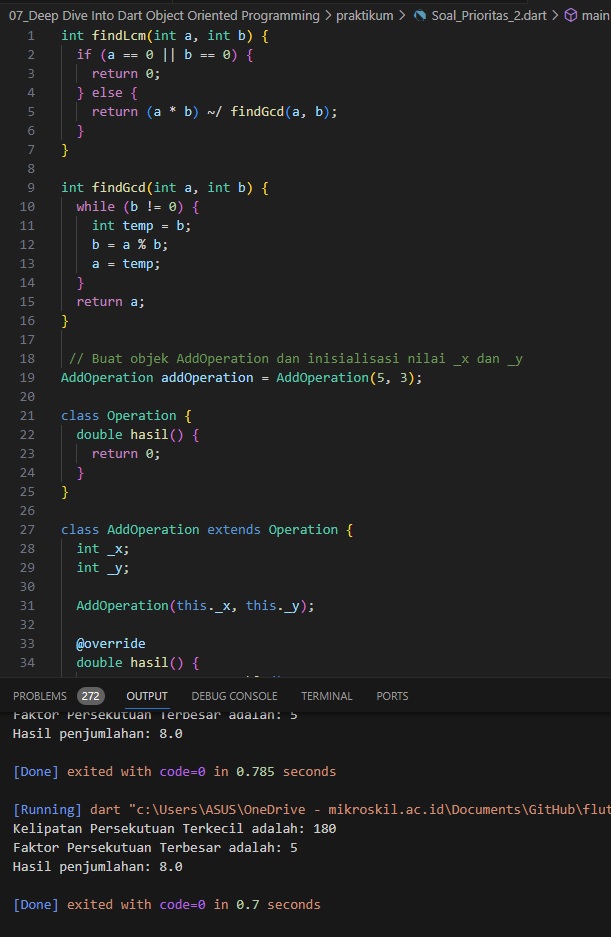 07_Deep Dive Into Dart Object Oriented Programming > praktikum > Soal_Prioritas_2.dart > main
1 int findLcm(int a, int b) {
2 if (a == 0 || b == 0) {
3 return 0;
4 } else {
5 return (a * b) ~/ findGcd(a, b);
6 }
7 }
8
9 int findGcd(int a, int b) {
10 while (b != 0) {
11 int temp = b;
12 b = a % b;
13 a = temp;
14 }
15 return a;
16 }
17
18 // Buat objek AddOperation dan inisialisasi nilai _x dan _y
19 AddOperation addOperation = AddOperation(5, 3);
20
21 class Operation {
22 double hasil() {
23 return 0;
24 }
25 }
26
27 class AddOperation extends Operation {
28 int _x;
29 int _y;
30
31 AddOperation(this._x, this._y);
32
33 @override
34 double hasil() {
PROBLEMS 272 OUTPUT DEBUG CONSOLE TERMINAL PORTS
Faktor Persekutuan Terbesar adalah: 5
Hasil penjumlahan: 8.0
[Done] exited with code=0 in 0.785 seconds
[Running] dart "c:\Users\ASUS\OneDrive - mikroskil.ac.id\Documents\GitHub\flut
Kelipatan Persekutuan Terkecil adalah: 180
Faktor Persekutuan Terbesar adalah: 5
Hasil penjumlahan: 8.0
[Done] exited with code=0 in 0.7 seconds